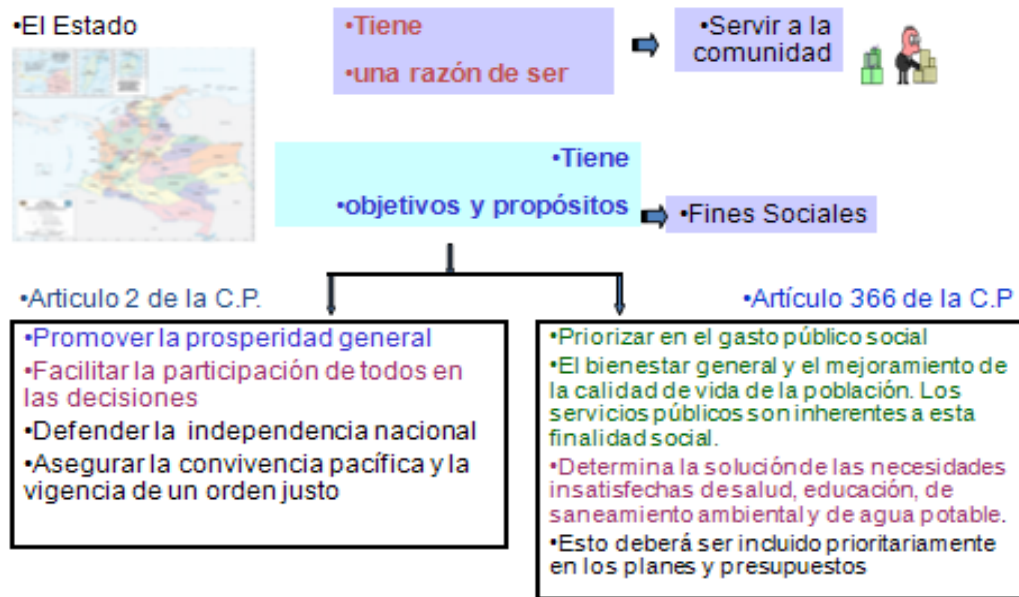 •El Estado
•Tiene
•una razón de ser
•Servir a la
comunidad
•Tiene
•objetivos y propósitos
•Fines Sociales
•Articulo 2 de la C.P.
•Promover la prosperidad general
•Facilitar la participación de todos en
las decisiones
•Defender la independencia nacional
•Asegurar la convivencia pacífica y la
vigencia de un orden justo
•Artículo 366 de la C.P
•Priorizar en el gasto público social
•El bienestar general y el mejoramiento de
la calidad de vida de la población. Los
servicios públicos son inherentes a esta
finalidad social.
•Determina la solución de las necesidades
insatisfechas de salud, educación, de
saneamiento ambiental y de agua potable.
•Esto deberá ser incluido prioritariamente
en los planes y presupuestos